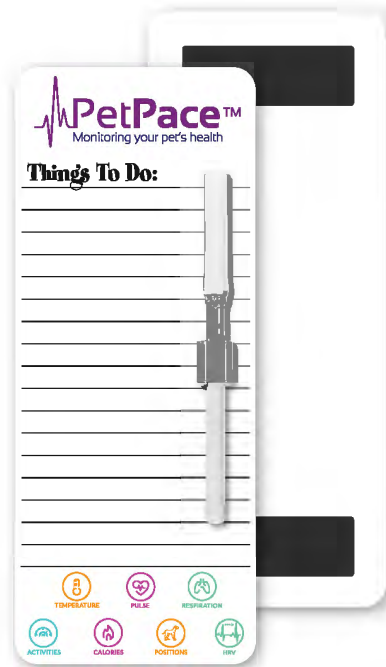 PetPace™
Monitoring your pet's health
Things To Do:
TEMPERATURE PULSE RESPIRATION
ACTIVITIES CALORIES POSITIONS HRV